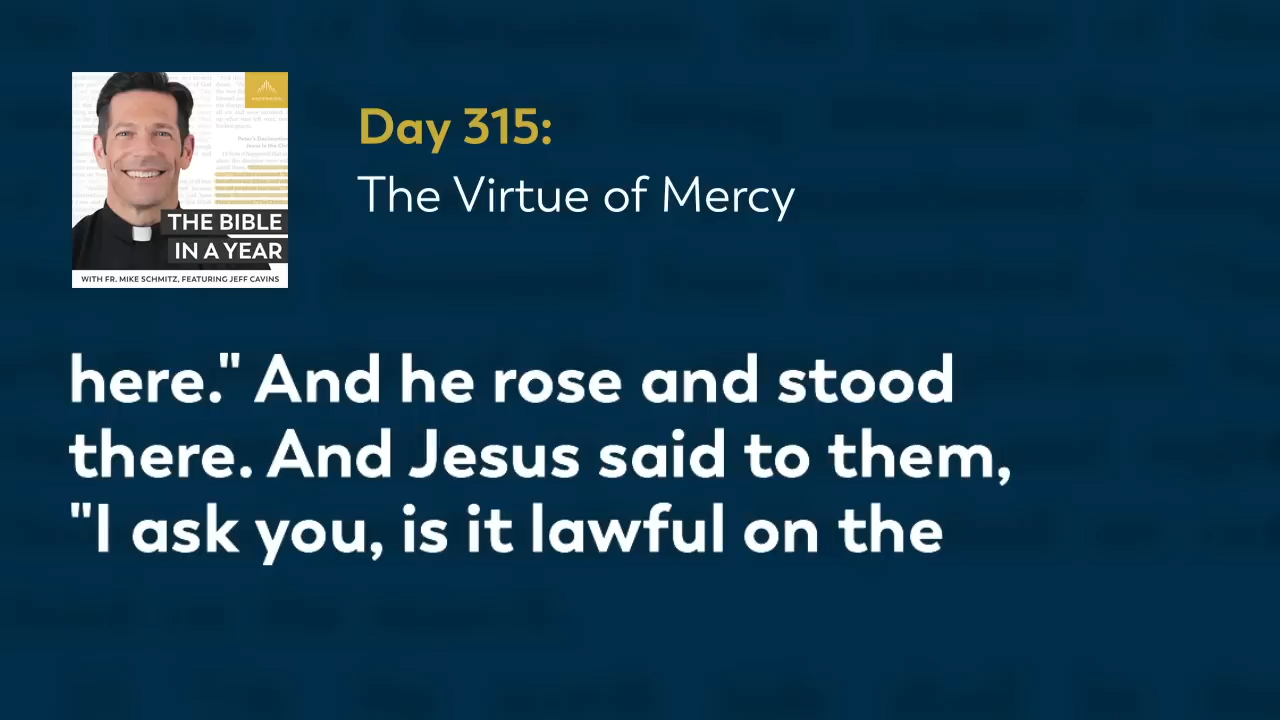 THE BIBLE
IN A YEAR
WITH FR. MIKE SCHMITZ, FEATURING JEFF CAVINS
Day 315:
The Virtue of Mercy
here." And he rose and stood
there. And Jesus said to them,
"I ask you, is it lawful on the